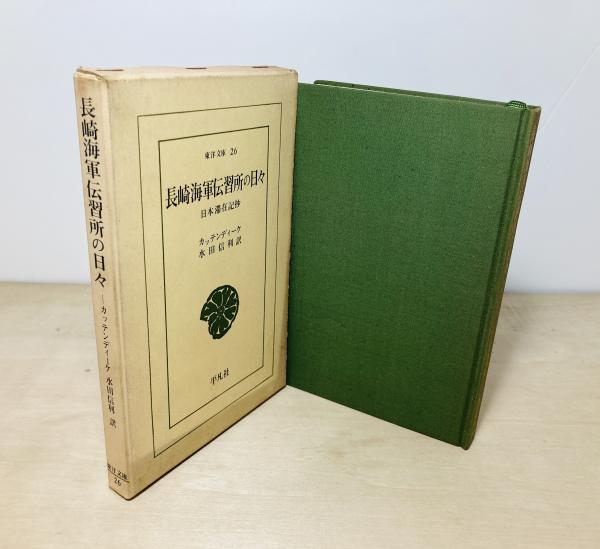 長崎海軍伝習所の日々
―カッテンディーケ 水田信利 訳
東洋文庫
26
東洋文庫 26
長崎海軍伝習所の日々
日本滞在記抄
カッテンディーケ
水田信利訳
平凡社